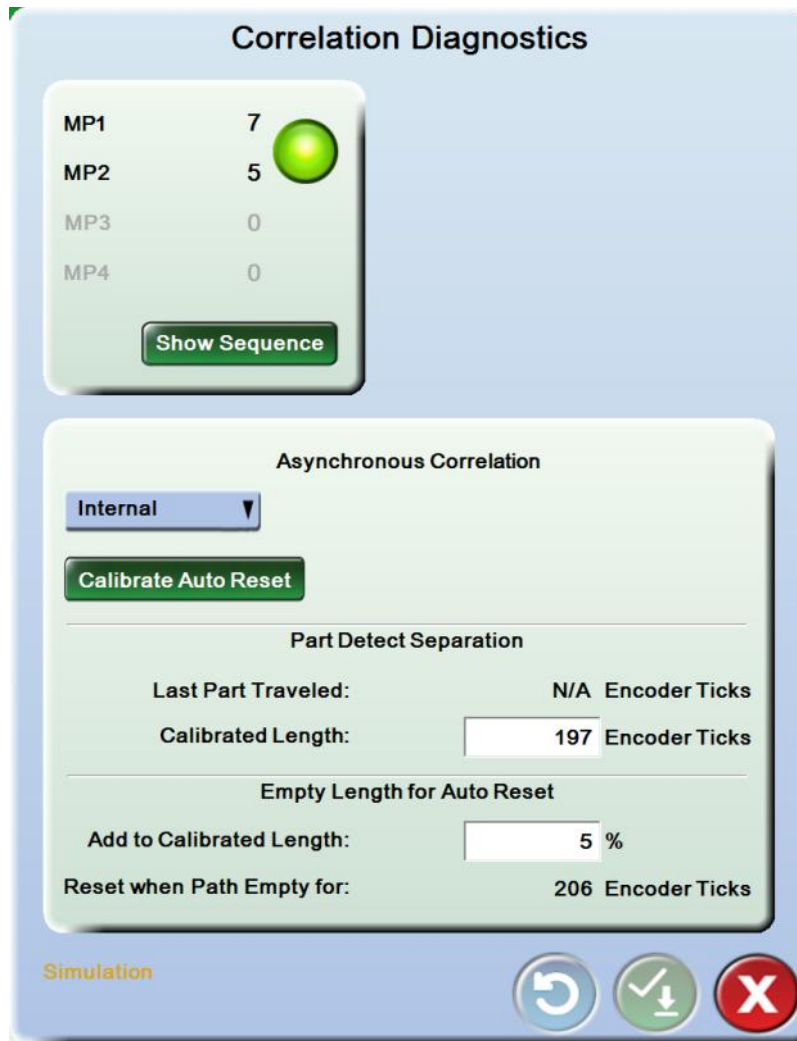 Correlation Diagnostics
MP1 7
MP2 5
MP3 0
MP4 0
Show Sequence
Asynchronous Correlation
Internal
Calibrate Auto Reset
Part Detect Separation
Last Part Traveled: N/A Encoder Ticks
Calibrated Length: 197 Encoder Ticks
Empty Length for Auto Reset
Add to Calibrated Length: 5 %
Reset when Path Empty for: 206 Encoder Ticks
Simulation